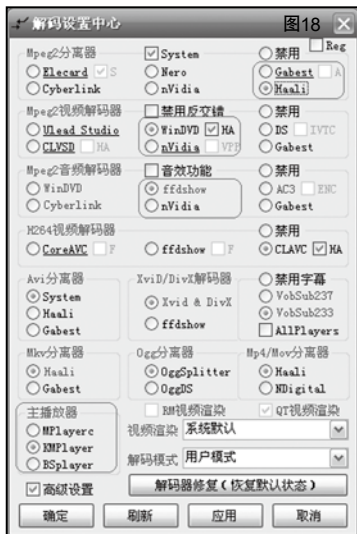 解码设置中心 图18
Mpeg2分离器 System 禁用 Reg
Elecard S Nero Gabest A
Cyberlink nVidia Haali
Mpeg2视频解码器 禁用反交错 禁用
Ulead Studio WinDVD HA DS IVTC
CLVSD HA nVidia VPP Gabest
Mpeg2音频解码器 音效功能 禁用
WinDVD ffdshow AC3 ENC
Cyberlink nVidia Gabest
H264视频解码器 禁用
CoreAVC F ffdshow F CLAVC HA
Avi分离器 XviD/DivX解码器 禁用字幕
System Xvid & DivX VobSub237
Haali VobSub233
Gabest ffdshow AllPlayers
Mkv分离器 Ogg分离器 Mp4/Mov分离器
Haali OggSplitter Haali
Gabest OggDS NDigital
主播放器 RM视频渲染 QT视频渲染
MPlayerc 视频渲染 系统默认
KMPlayer
BSplayer 解码模式 用户模式
高级设置 解码器修复(恢复默认状态)
确定 刷新 应用 取消